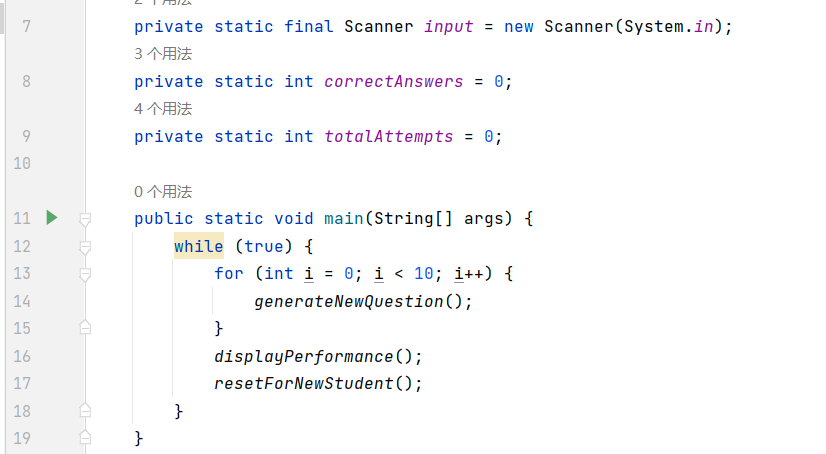 2 个用法
7 private static final Scanner input = new Scanner(System.in);
3 个用法
8 private static int correctAnswers = 0;
4 个用法
9 private static int totalAttempts = 0;
10
0 个用法
11 public static void main(String[] args) {
12 while (true) {
13 for (int i = 0; i < 10; i++) {
14 generateNewQuestion();
15 }
16 displayPerformance();
17 resetForNewStudent();
18 }
19 }